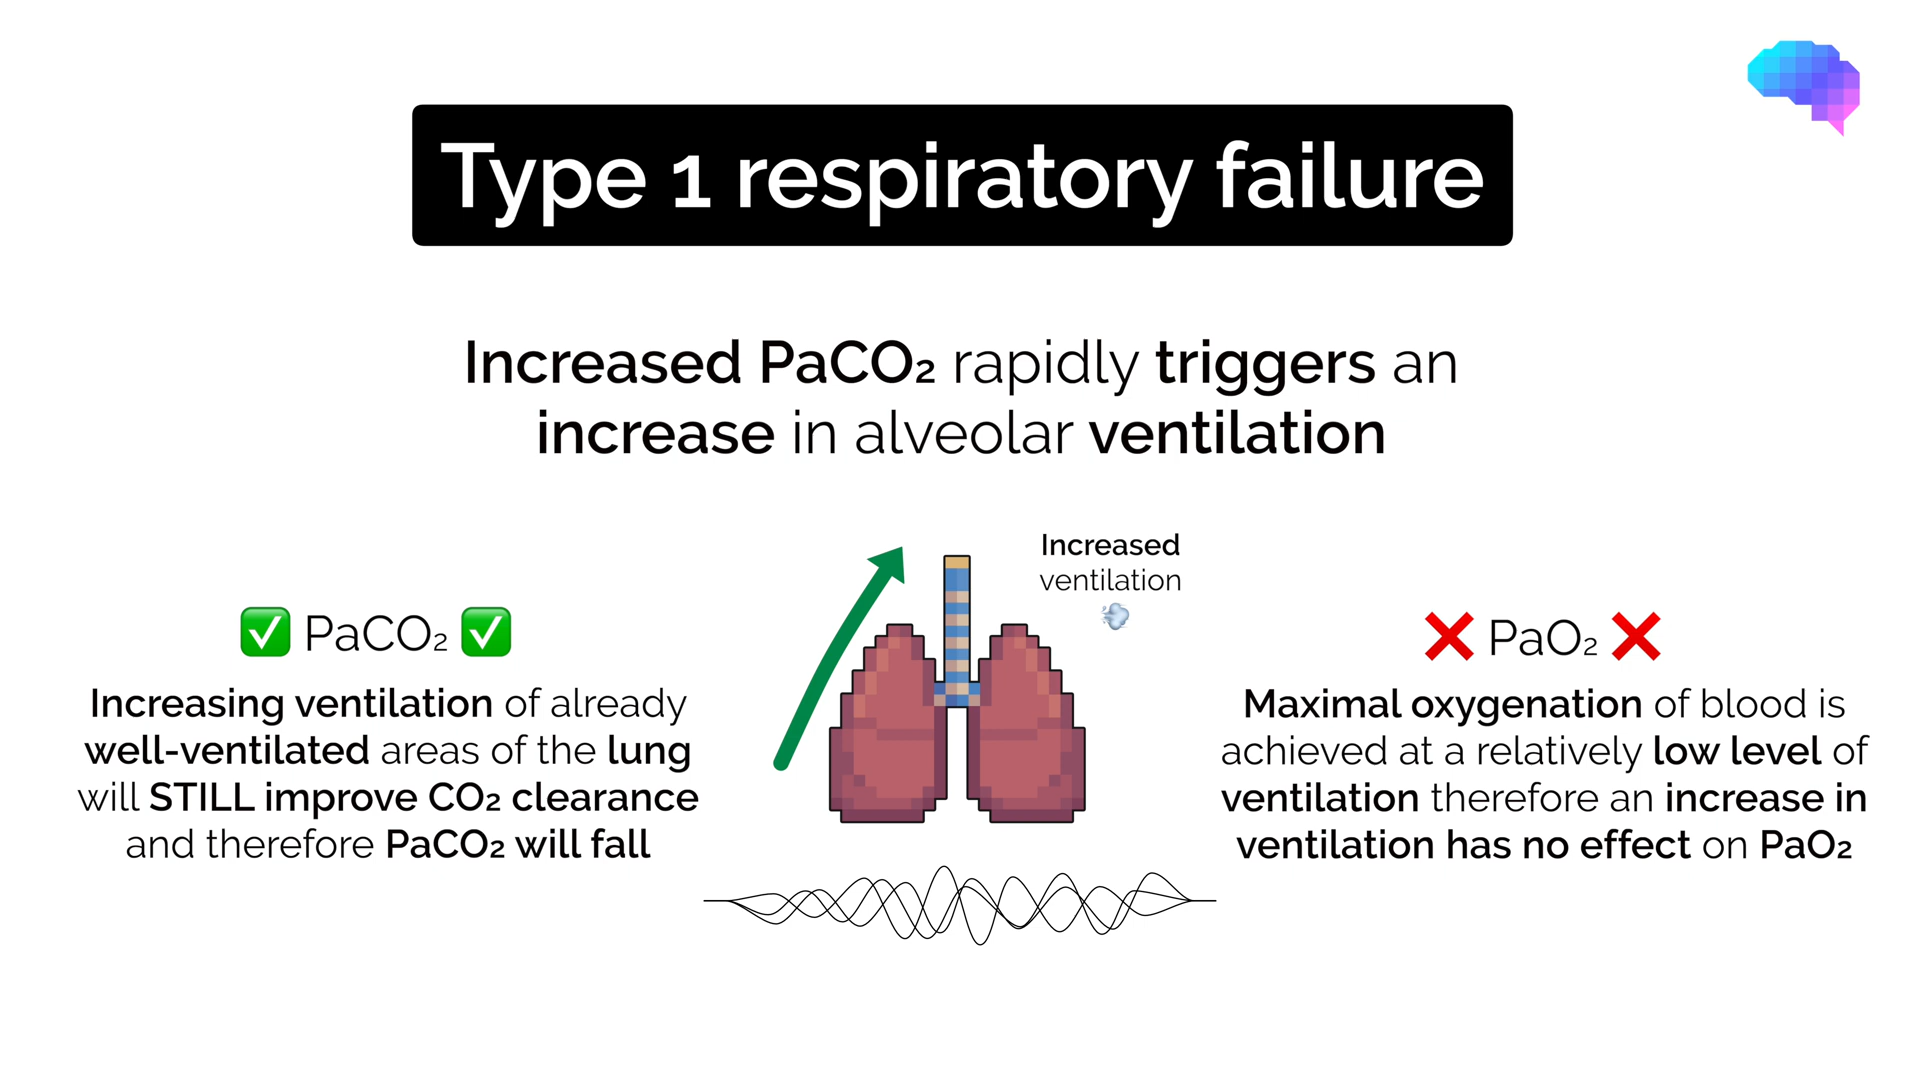 Type 1 respiratory failure
Increased PaCO₂ rapidly triggers an
increase in alveolar ventilation
Increased
ventilation
✅ PaCO₂ ✅
Increasing ventilation of already
well-ventilated areas of the lung
will STILL improve CO₂ clearance
and therefore PaCO₂ will fall
❌ PaO₂ ❌
Maximal oxygenation of blood is
achieved at a relatively low level of
ventilation therefore an increase in
ventilation has no effect on PaO₂